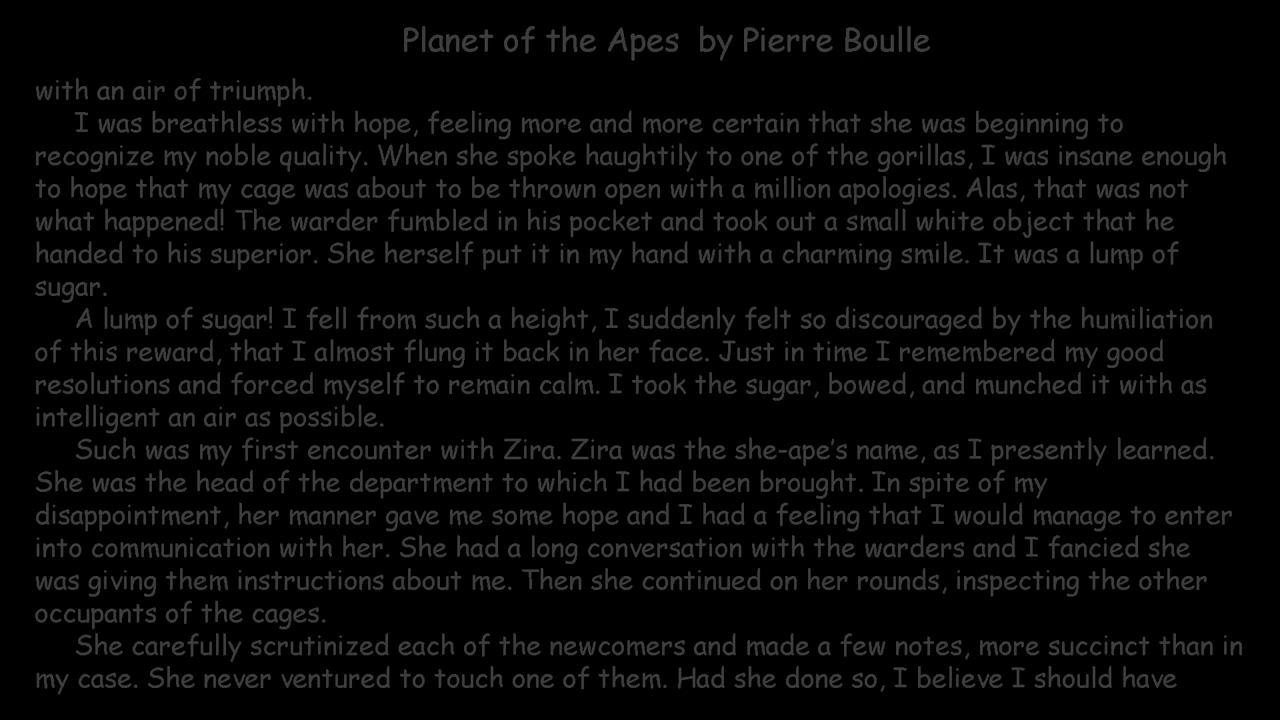 Planet of the Apes  by Pierre Boulle
with an air of triumph.
I was breathless with hope, feeling more and more certain that she was beginning to
recognize my noble quality. When she spoke haughtily to one of the gorillas, I was insane enough
to hope that my cage was about to be thrown open with a million apologies. Alas, that was not
what happened! The warder fumbled in his pocket and took out a small white object that he
handed to his superior. She herself put it in my hand with a charming smile. It was a lump of
sugar.
A lump of sugar! I fell from such a height, I suddenly felt so discouraged by the humiliation
of this reward, that I almost flung it back in her face. Just in time I remembered my good
resolutions and forced myself to remain calm. I took the sugar, bowed, and munched it with as
intelligent an air as possible.
Such was my first encounter with Zira. Zira was the she-ape’s name, as I presently learned.
She was the head of the department to which I had been brought. In spite of my
disappointment, her manner gave me some hope and I had a feeling that I would manage to enter
into communication with her. She had a long conversation with the warders and I fancied she
was giving them instructions about me. Then she continued on her rounds, inspecting the other
occupants of the cages.
She carefully scrutinized each of the newcomers and made a few notes, more succinct than in
my case. She never ventured to touch one of them. Had she done so, I believe I should have